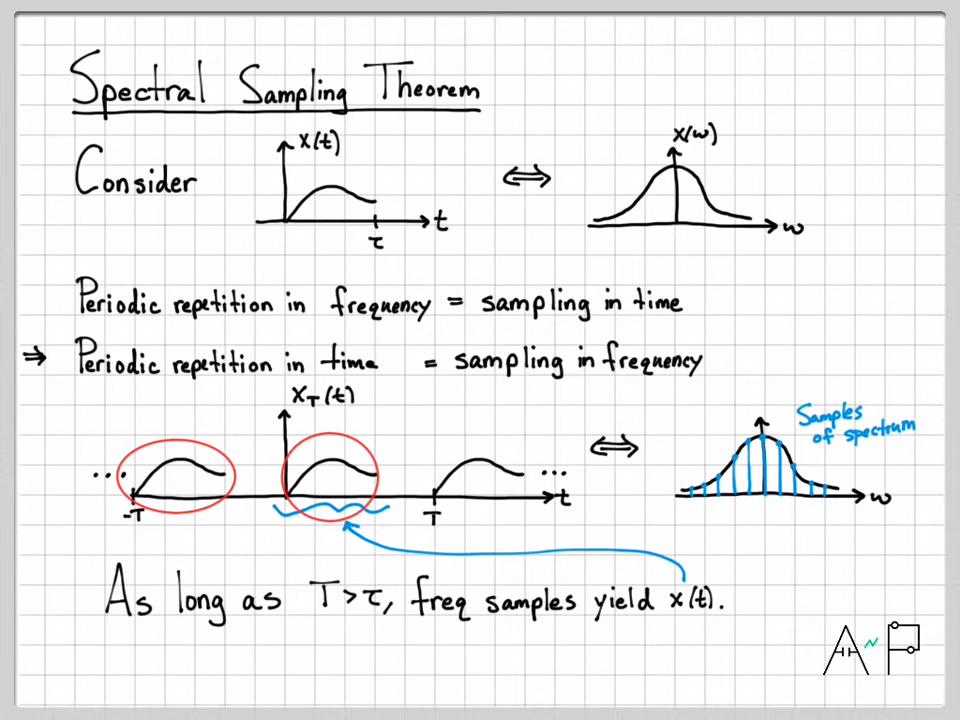 Spectral Sampling Theorem
Consider
x(t)
t
τ
⇔
X(ω)
ω
Periodic repetition in frequency = sampling in time
⇒ Periodic repetition in time = sampling in frequency
x_T(t)
...
-T
T
...
t
⇔
Samples
of spectrum
ω
As long as T > τ, freq samples yield x(t).
A P